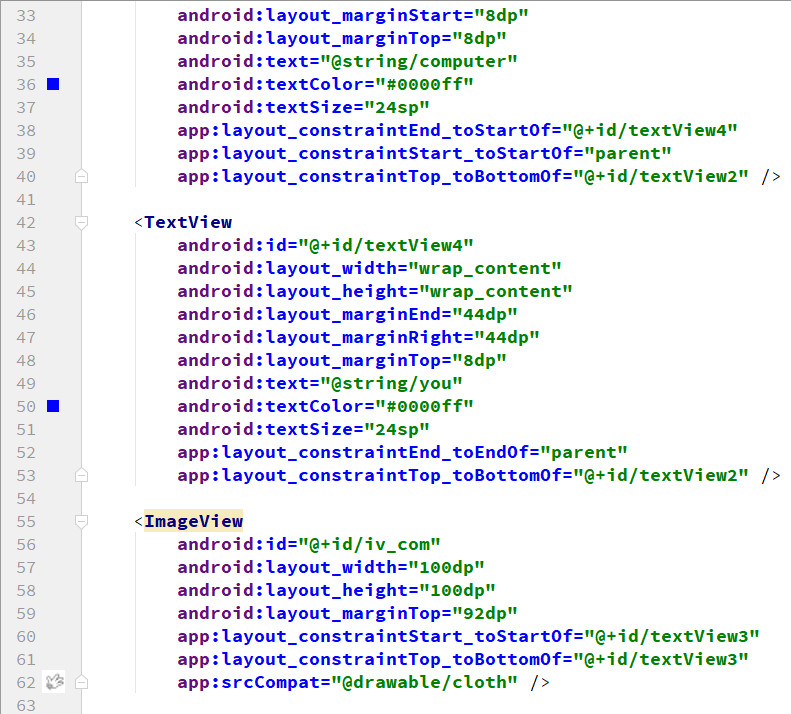 33 android:layout_marginStart="8dp"
34 android:layout_marginTop="8dp"
35 android:text="@string/computer"
36 android:textColor="#0000ff"
37 android:textSize="24sp"
38 app:layout_constraintEnd_toStartOf="@+id/textView4"
39 app:layout_constraintStart_toStartOf="parent"
40 app:layout_constraintTop_toBottomOf="@+id/textView2" />
41
42 <TextView
43 android:id="@+id/textView4"
44 android:layout_width="wrap_content"
45 android:layout_height="wrap_content"
46 android:layout_marginEnd="44dp"
47 android:layout_marginRight="44dp"
48 android:layout_marginTop="8dp"
49 android:text="@string/you"
50 android:textColor="#0000ff"
51 android:textSize="24sp"
52 app:layout_constraintEnd_toEndOf="parent"
53 app:layout_constraintTop_toBottomOf="@+id/textView2" />
54
55 <ImageView
56 android:id="@+id/iv_com"
57 android:layout_width="100dp"
58 android:layout_height="100dp"
59 android:layout_marginTop="92dp"
60 app:layout_constraintStart_toStartOf="@+id/textView3"
61 app:layout_constraintTop_toBottomOf="@+id/textView3"
62 app:srcCompat="@drawable/cloth" />
63